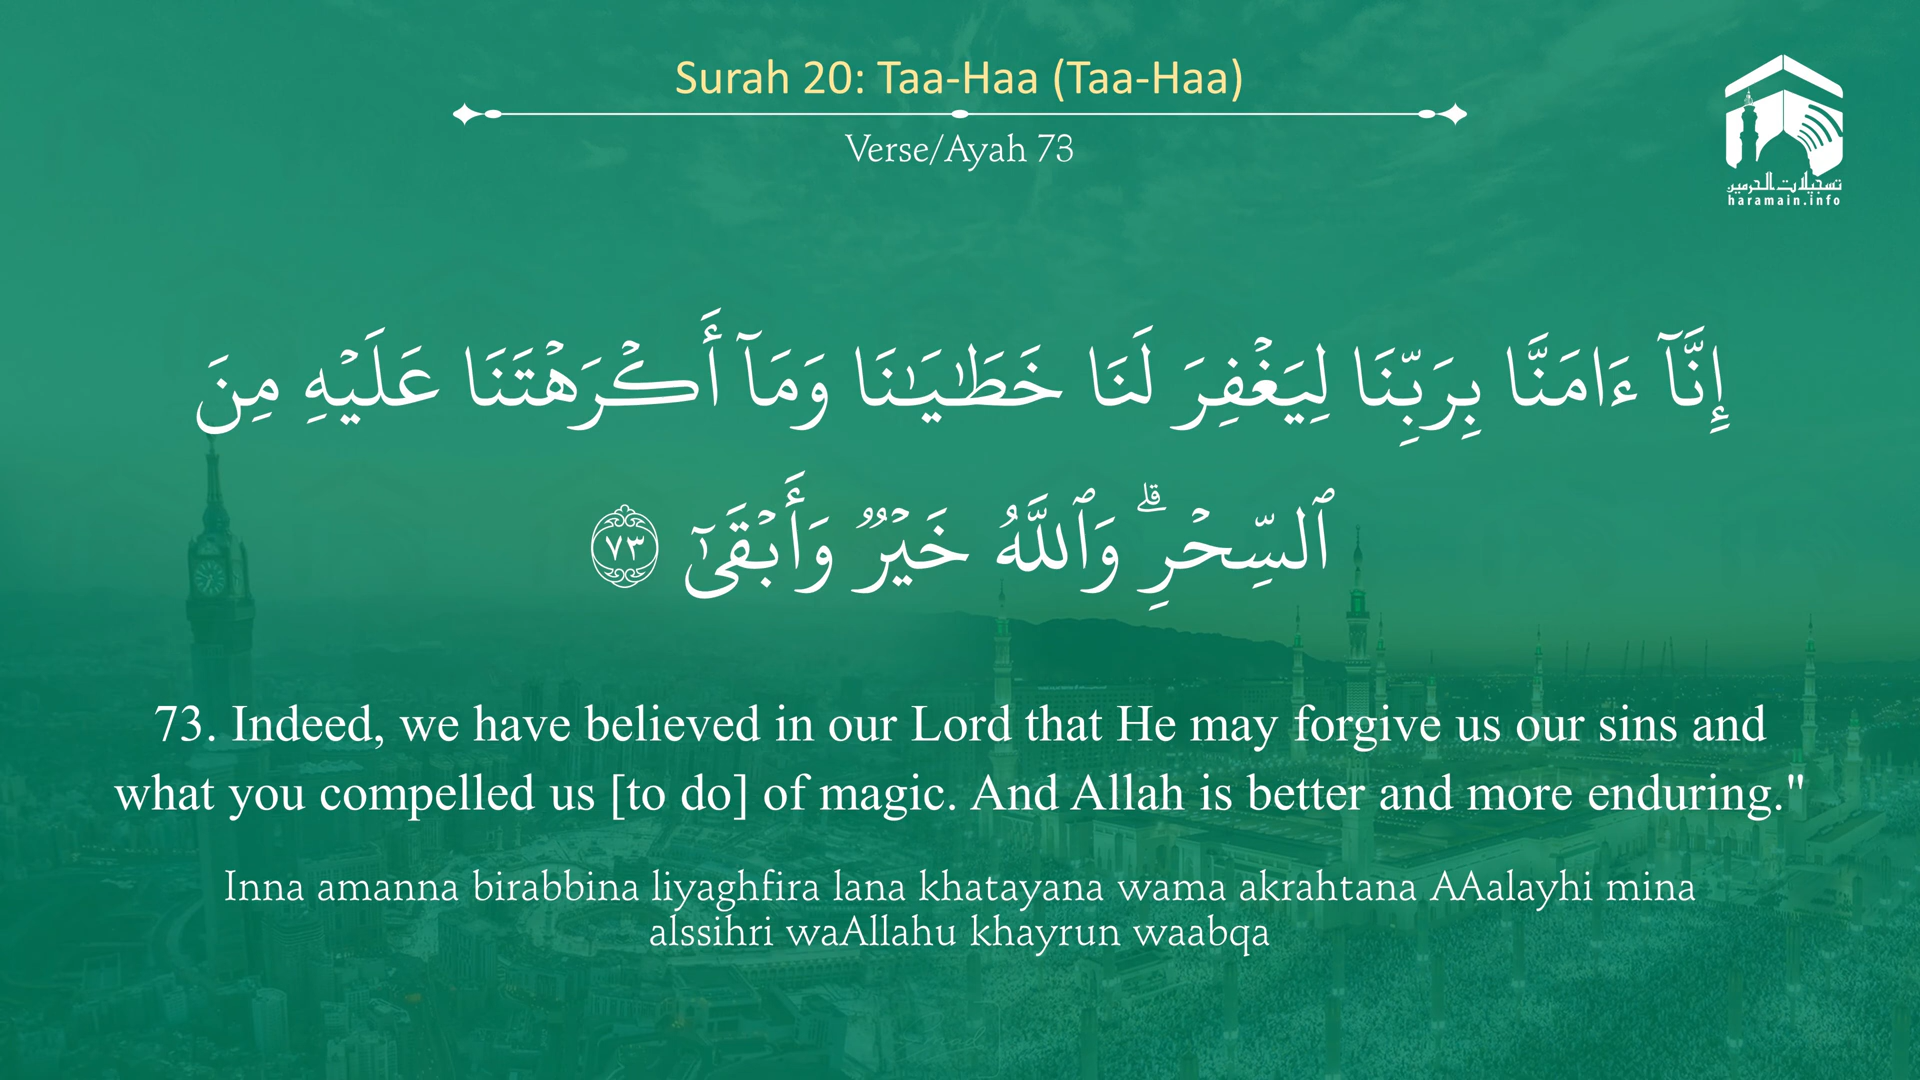 Surah 20: Taa-Haa (Taa-Haa)
Verse/Ayah 73
تسجيلات الحرمين
haramain.info
إِنَّآ ءَامَنَّا بِرَبِّنَا لِيَغْفِرَ لَنَا خَطَـٰيَـٰنَا وَمَآ أَكْرَهْتَنَا عَلَيْهِ مِنَ
ٱلسِّحْرِ ۗ وَٱللَّهُ خَيْرٌ وَأَبْقَىٰٓ ٧٣
73. Indeed, we have believed in our Lord that He may forgive us our sins and
what you compelled us [to do] of magic. And Allah is better and more enduring."
Inna amanna birabbina liyaghfira lana khatayana wama akrahtana AAalayhi mina
alssihri waAllahu khayrun waabqa